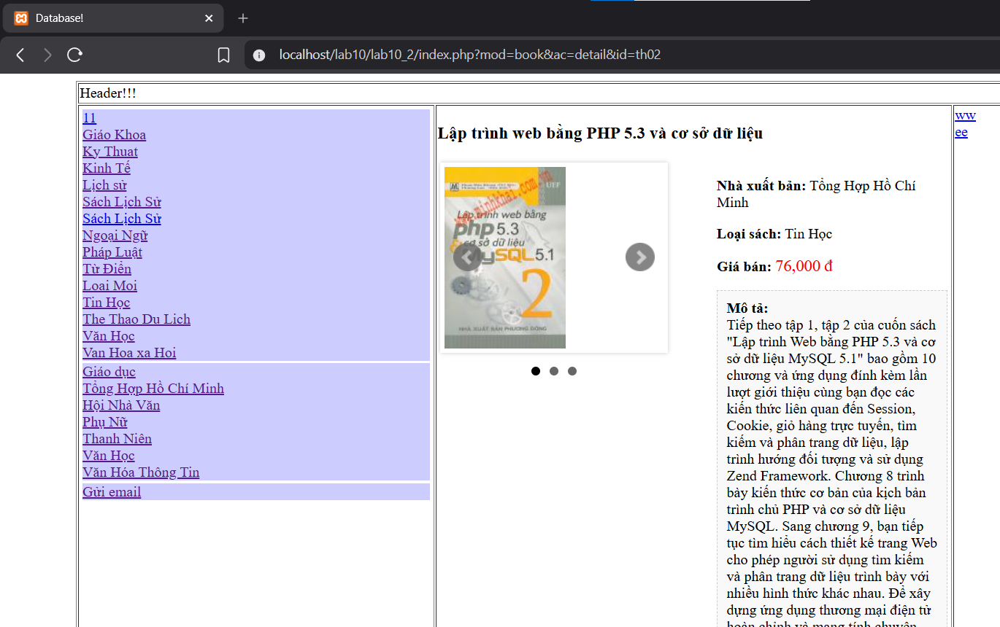 Database!
localhost/lab10/lab10_2/index.php?mod=book&ac=detail&id=th02
Header!!!
11
Giáo Khoa
Ky Thuat
Kinh Tế
Lịch sử
Sách Lịch Sử
Sách Lịch Sử
Ngoại Ngữ
Pháp Luật
Từ Điển
Loai Moi
Tin Học
The Thao Du Lich
Văn Học
Van Hoa xa Hoi
Giáo dục
Tổng Hợp Hồ Chí Minh
Hội Nhà Văn
Phụ Nữ
Thanh Niên
Văn Học
Văn Hóa Thông Tin
Gửi email
Lập trình web bằng PHP 5.3 và cơ sở dữ liệu
www.minhkhai.com.vn
UEF
Lập trình web bằng
php 5.3
& cơ sở dữ liệu
MySQL 5.1
2
NHÀ XUẤT BẢN PHƯƠNG ĐÔNG
Nhà xuất bản: Tổng Hợp Hồ Chí
Minh
Loại sách: Tin Học
Giá bán: 76,000 đ
Mô tả:
Tiếp theo tập 1, tập 2 của cuốn sách
"Lập trình Web bằng PHP 5.3 và cơ
sở dữ liệu MySQL 5.1" bao gồm 10
chương và ứng dụng đính kèm lần
lượt giới thiệu cùng bạn đọc các
kiến thức liên quan đến Session,
Cookie, giỏ hàng trực tuyến, tìm
kiếm và phân trang dữ liệu, lập
trình hướng đối tượng và sử dụng
Zend Framework. Chương 8 trình
bày kiến thức cơ bản của kịch bản
trình chủ PHP và cơ sở dữ liệu
MySQL. Sang chương 9, bạn tiếp
tục tìm hiểu cách thiết kế trang Web
cho phép người sử dụng tìm kiếm
và phân trang dữ liệu trình bày với
nhiều hình thức khác nhau. Để xây
dựng ứng dụng thương mại điện tử
hoàn chỉnh và mang tính chuyên
ww
ee